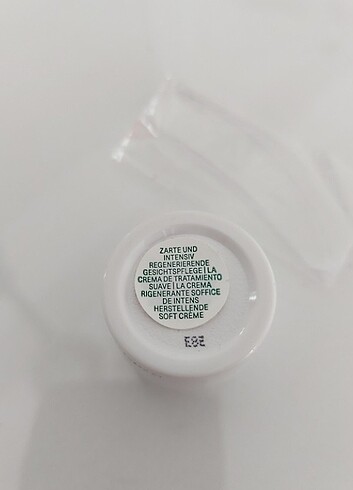 ZARTE UND
INTENSIV
REGENERIERENDE
GESICHTSPFLEGE | LA
CREMA DE TRATAMIENTO
SUAVE | LA CREMA
RIGENERANTE SOFFICE
DE INTENS
HERSTELLENDE
SOFT CRÈME
E8E